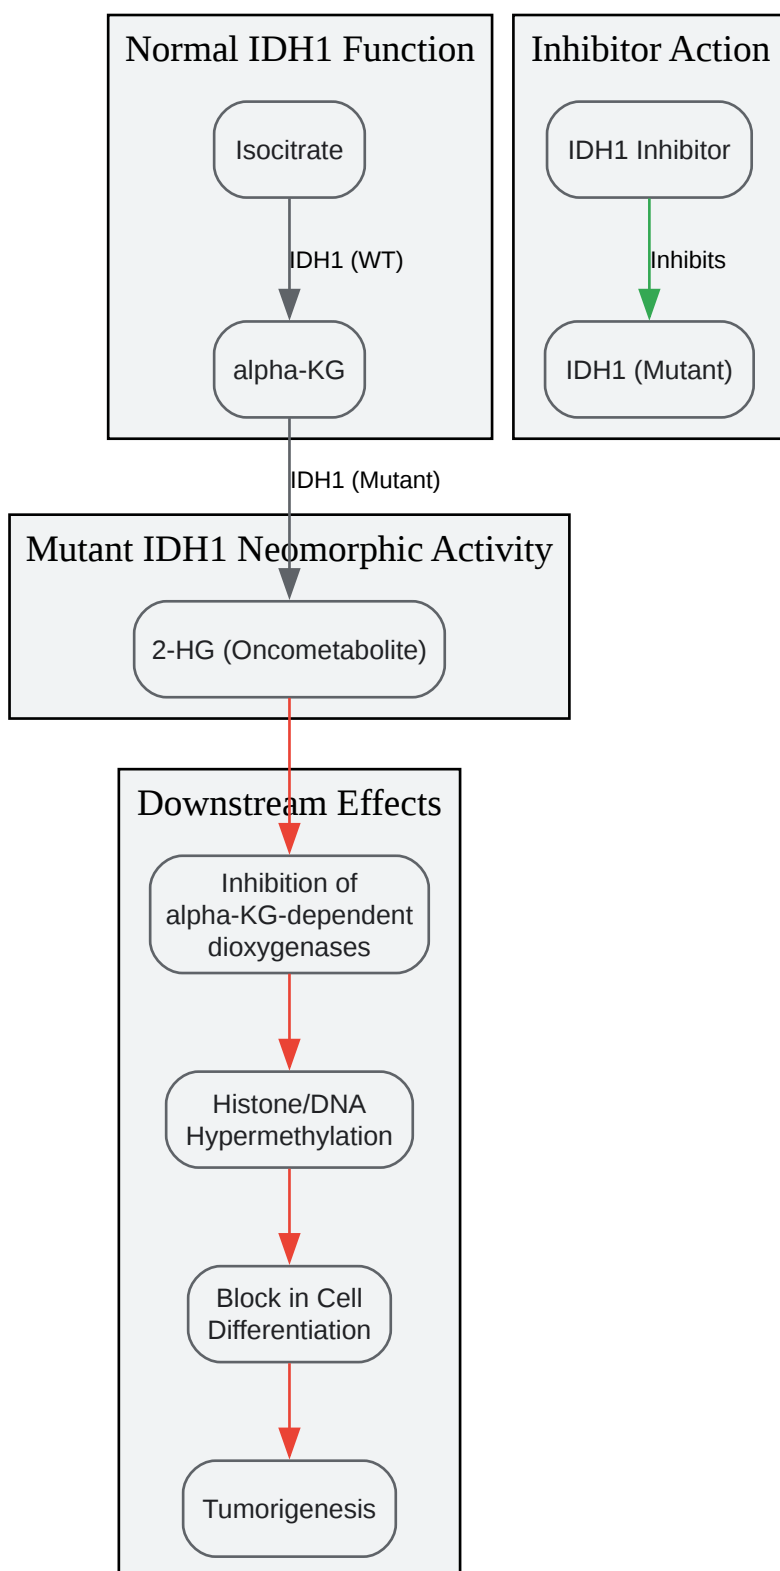 Normal IDH1 Function
Isocitrate
IDH1 (WT)
alpha-KG
Inhibitor Action
IDH1 Inhibitor
Inhibits
IDH1 (Mutant)
IDH1 (Mutant)
Mutant IDH1 Neomorphic Activity
2-HG (Oncometabolite)
Downstream Effects
Inhibition of
alpha-KG-dependent
dioxygenases
Histone/DNA
Hypermethylation
Block in Cell
Differentiation
Tumorigenesis